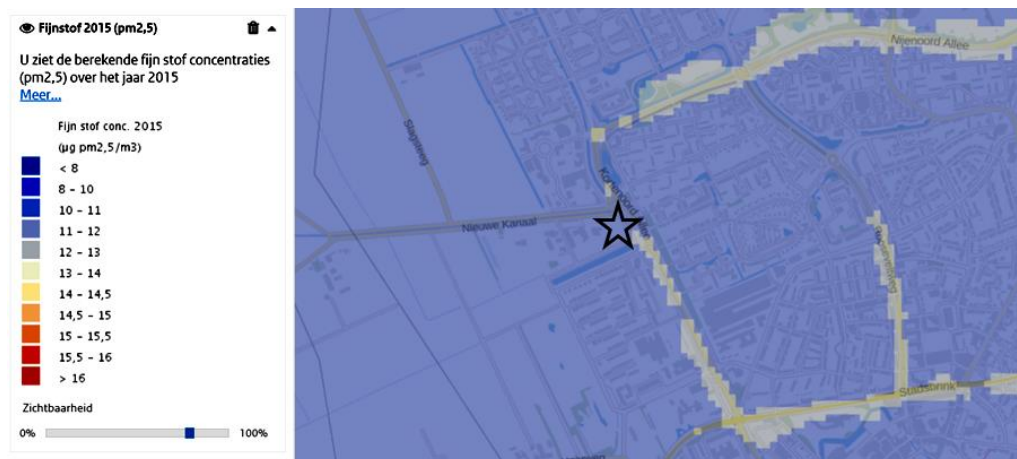 Fijnstof 2015 (pm2,5)
U ziet de berekende fijn stof concentraties
(pm2,5) over het jaar 2015
Meer...
Fijn stof conc. 2015
(µg pm2,5/m3)
< 8
8 - 10
10 - 11
11 - 12
12 - 13
13 - 14
14 - 14,5
14,5 - 15
15 - 15,5
15,5 - 16
> 16
Zichtbaarheid
0%
100%
Nijenoord Allee
Slagsteeg
Kortenoord Allee
Nieuwe Kanaal
Stadsbrink